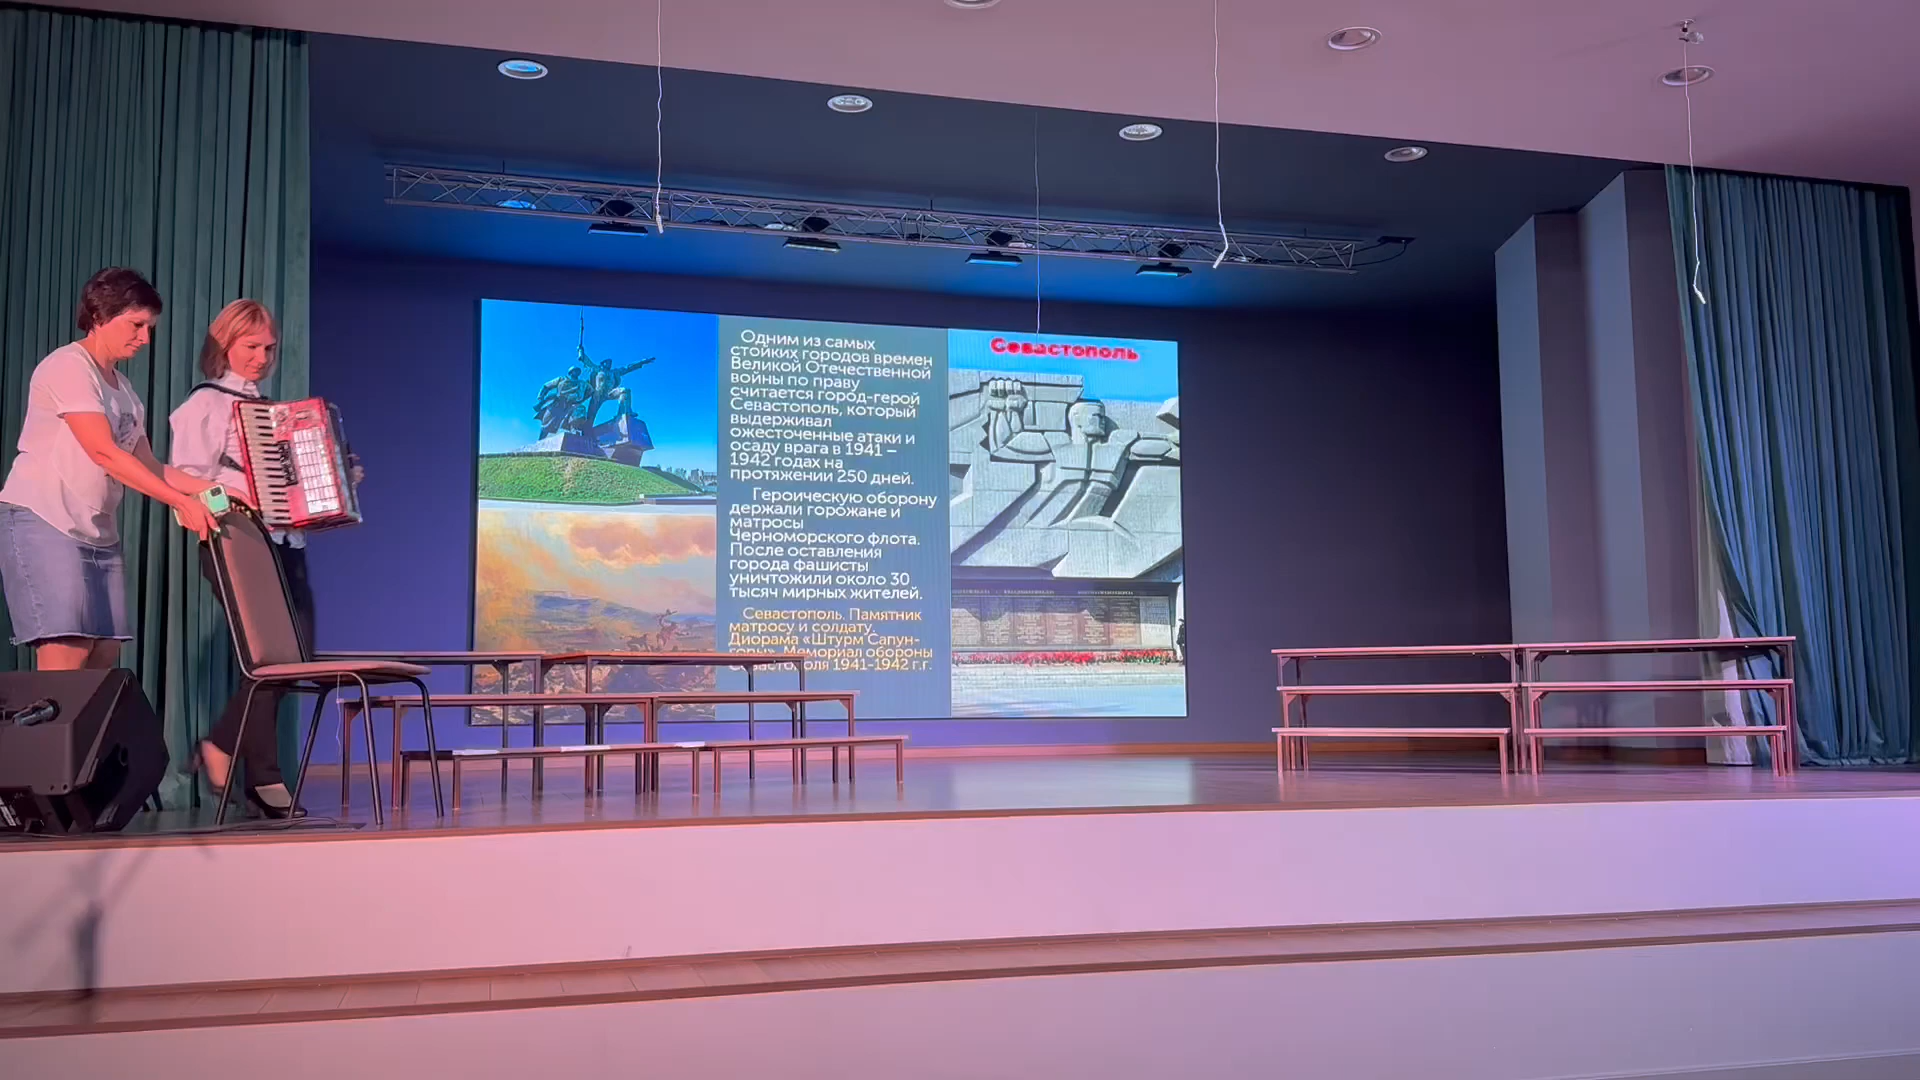 Одним из самых
стойких городов времен
Великой Отечественной
войны по праву
считается город-герой
Севастополь, который
выдерживал
ожесточенные атаки и
осаду врага в 1941 –
1942 годах на
протяжении 250 дней.
Героическую оборону
держали горожане и
матросы
Черноморского флота.
После оставления
города фашисты
уничтожили около 30
тысяч мирных жителей.
Севастополь. Памятник
матросу и солдату.
Диорама «Штурм Сапун-
горы». Мемориал обороны
Севастополя 1941-1942 г.г.
Севастополь